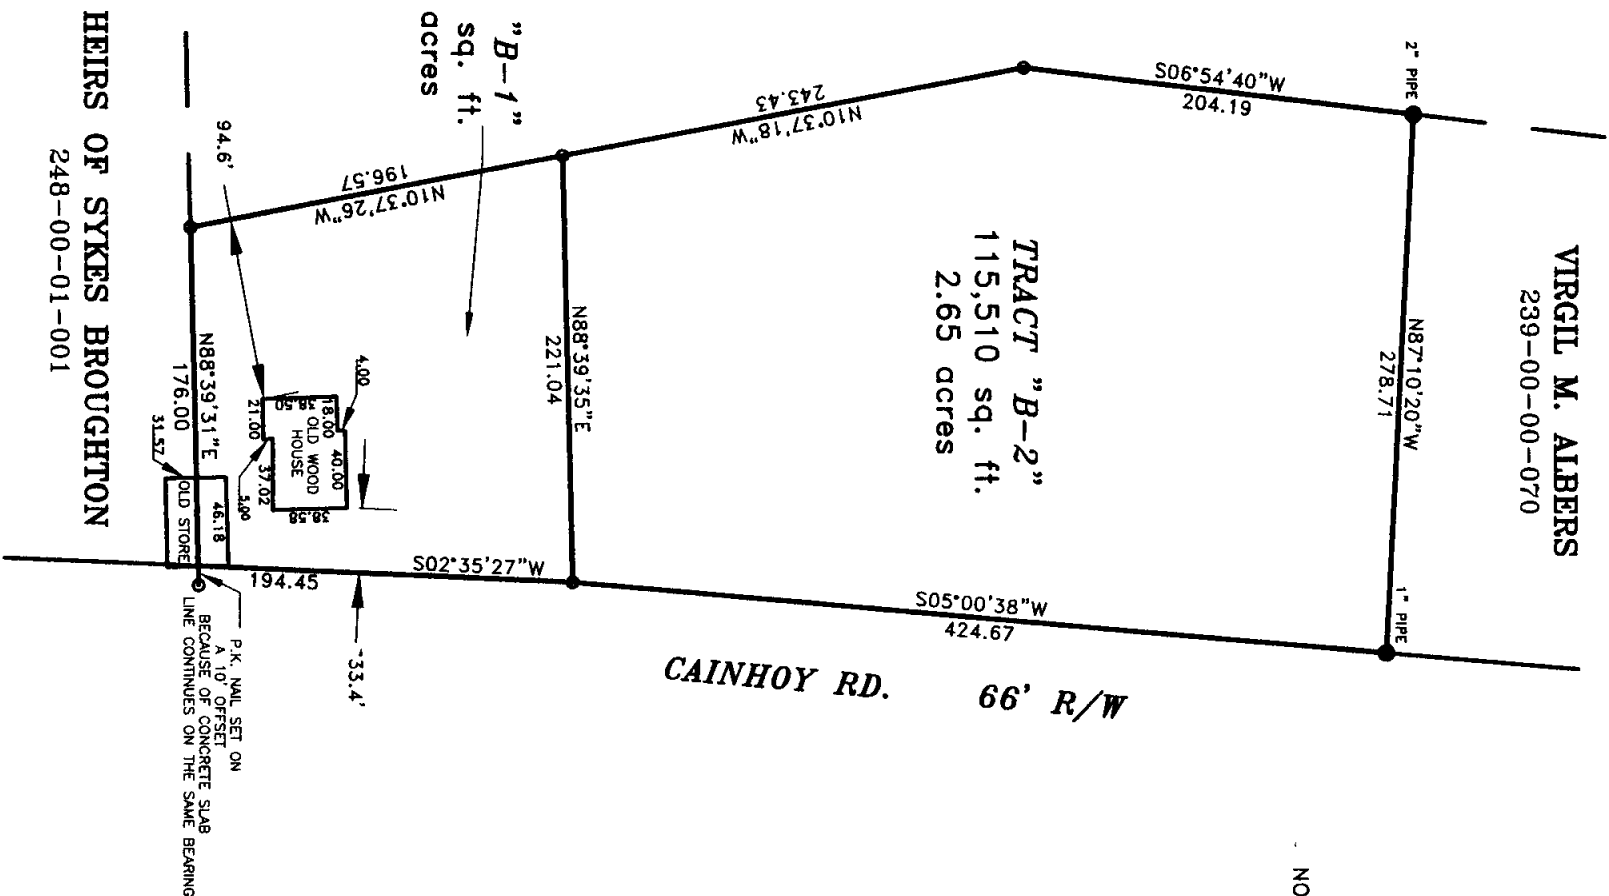 VIRGIL M. ALBERS
239-00-00-070
2" PIPE
N87°10'20"W
278.71
1" PIPE
S06°54'40"W
204.19
TRACT "B-2"
115,510 sq. ft.
2.65 acres
N10°37'18"W
243.43
S05°00'38"W
424.67
N88°39'35"E
221.04
"B-1"
sq. ft.
acres
N10°37'26"W
196.57
94.6'
4.00
18.00
38.50
OLD WOOD
HOUSE
40.00
21.00
37.02
5.00
38.58
S02°35'27"W
194.45
33.4'
N88°39'31"E
176.00
31.57
46.18
OLD STORE
P.K. NAIL SET ON
A 10' OFFSET
BECAUSE OF CONCRETE SLAB
LINE CONTINUES ON THE SAME BEARING
CAINHOY RD. 66' R/W
HEIRS OF SYKES BROUGHTON
248-00-01-001
NO